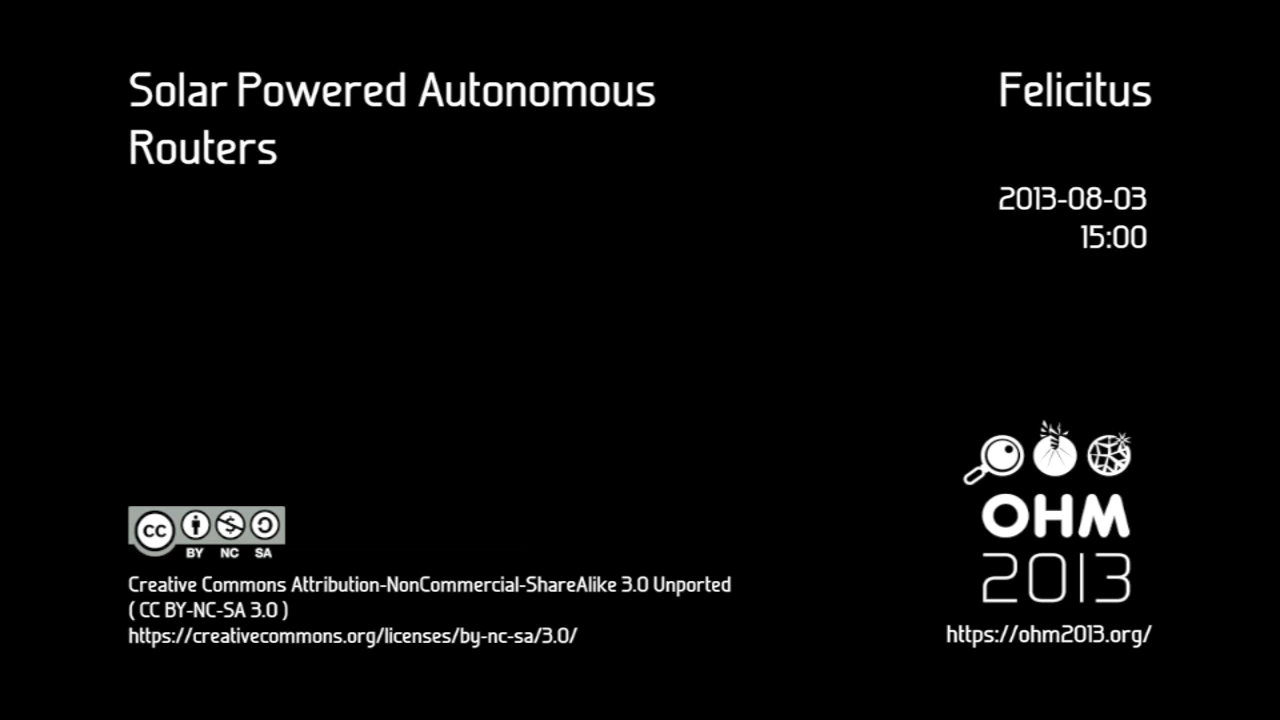 Solar Powered Autonomous
Routers
Felicitus
2013-08-03
15:00
CC BY NC SA
Creative Commons Attribution-NonCommercial-ShareAlike 3.0 Unported
( CC BY-NC-SA 3.0 )
https://creativecommons.org/licenses/by-nc-sa/3.0/
OHM
2013
https://ohm2013.org/